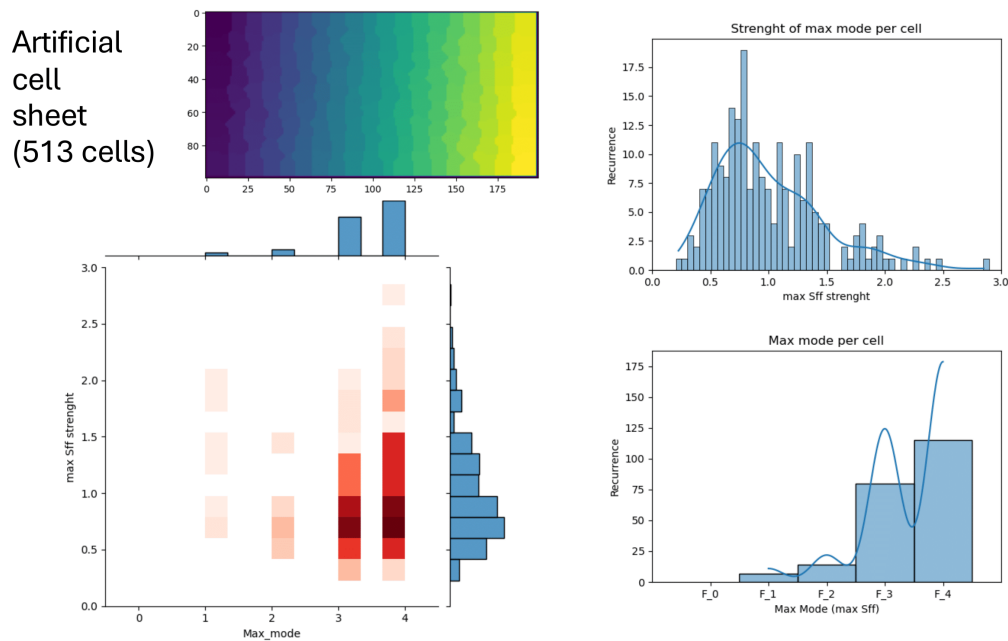 Artificial
cell
sheet
(513 cells)
0
20
40
60
80
0 25 50 75 100 125 150 175
3.0
2.5
2.0
1.5
1.0
0.5
0.0
max Sff strenght
0 1 2 3 4
Max_mode
Strenght of max mode per cell
17.5
15.0
12.5
10.0
7.5
5.0
2.5
0.0
Recurrence
0.0 0.5 1.0 1.5 2.0 2.5 3.0
max Sff strenght
Max mode per cell
175
150
125
100
75
50
25
0
Recurrence
F_0 F_1 F_2 F_3 F_4
Max Mode (max Sff)